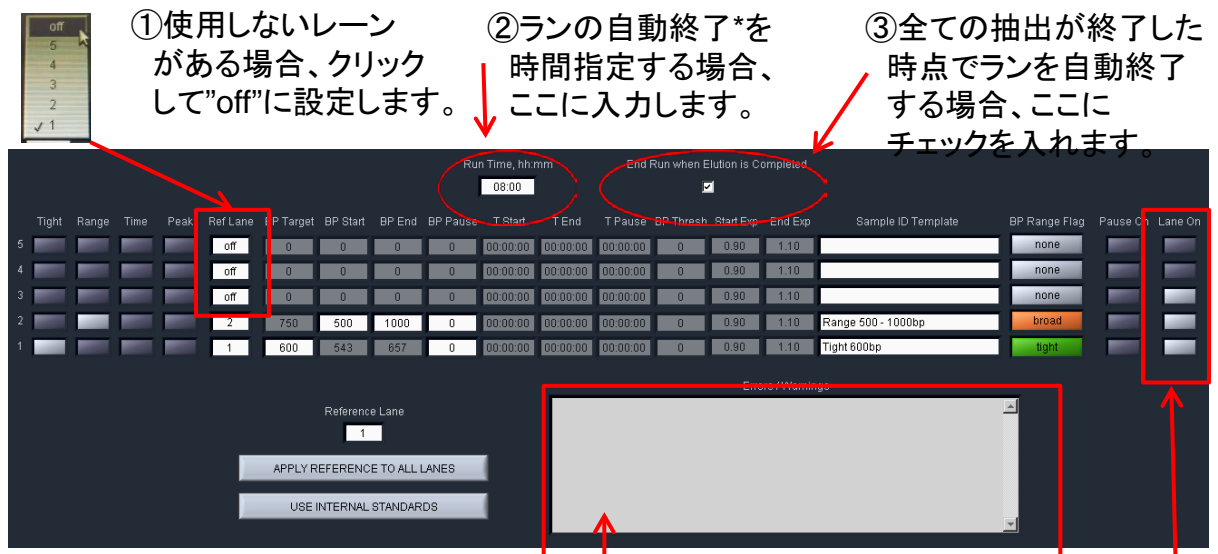 off
5
4
3
2
✓ 1
①使用しないレーン
がある場合、クリック
して”off”に設定します。
②ランの自動終了*を
時間指定する場合、
ここに入力します。
③全ての抽出が終了した
時点でランを自動終了
する場合、ここに
チェックを入れます。
Run Time, hh:mm
End Run when Elution is Completed
08:00
Tight Range Time Peak Ref Lane BP Target BP Start BP End BP Pause T Start T End T Pause BP Thresh Start Exp End Exp Sample ID Template BP Range Flag Pause On Lane On
5 off 0 0 0 0 00:00:00 00:00:00 00:00:00 0 0.90 1.10 none
4 off 0 0 0 0 00:00:00 00:00:00 00:00:00 0 0.90 1.10 none
3 off 0 0 0 0 00:00:00 00:00:00 00:00:00 0 0.90 1.10 none
2 2 750 500 1000 0 00:00:00 00:00:00 00:00:00 0 0.90 1.10 Range 500 - 1000bp broad
1 1 600 543 657 0 00:00:00 00:00:00 00:00:00 0 0.90 1.10 Tight 600bp tight
Errors / Warnings
Reference Lane
1
APPLY REFERENCE TO ALL LANES
USE INTERNAL STANDARDS